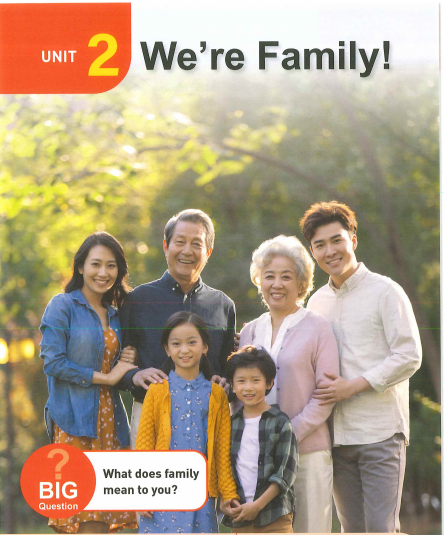 UNIT 2 We're Family!
?
BIG
Question
What does family
mean to you?